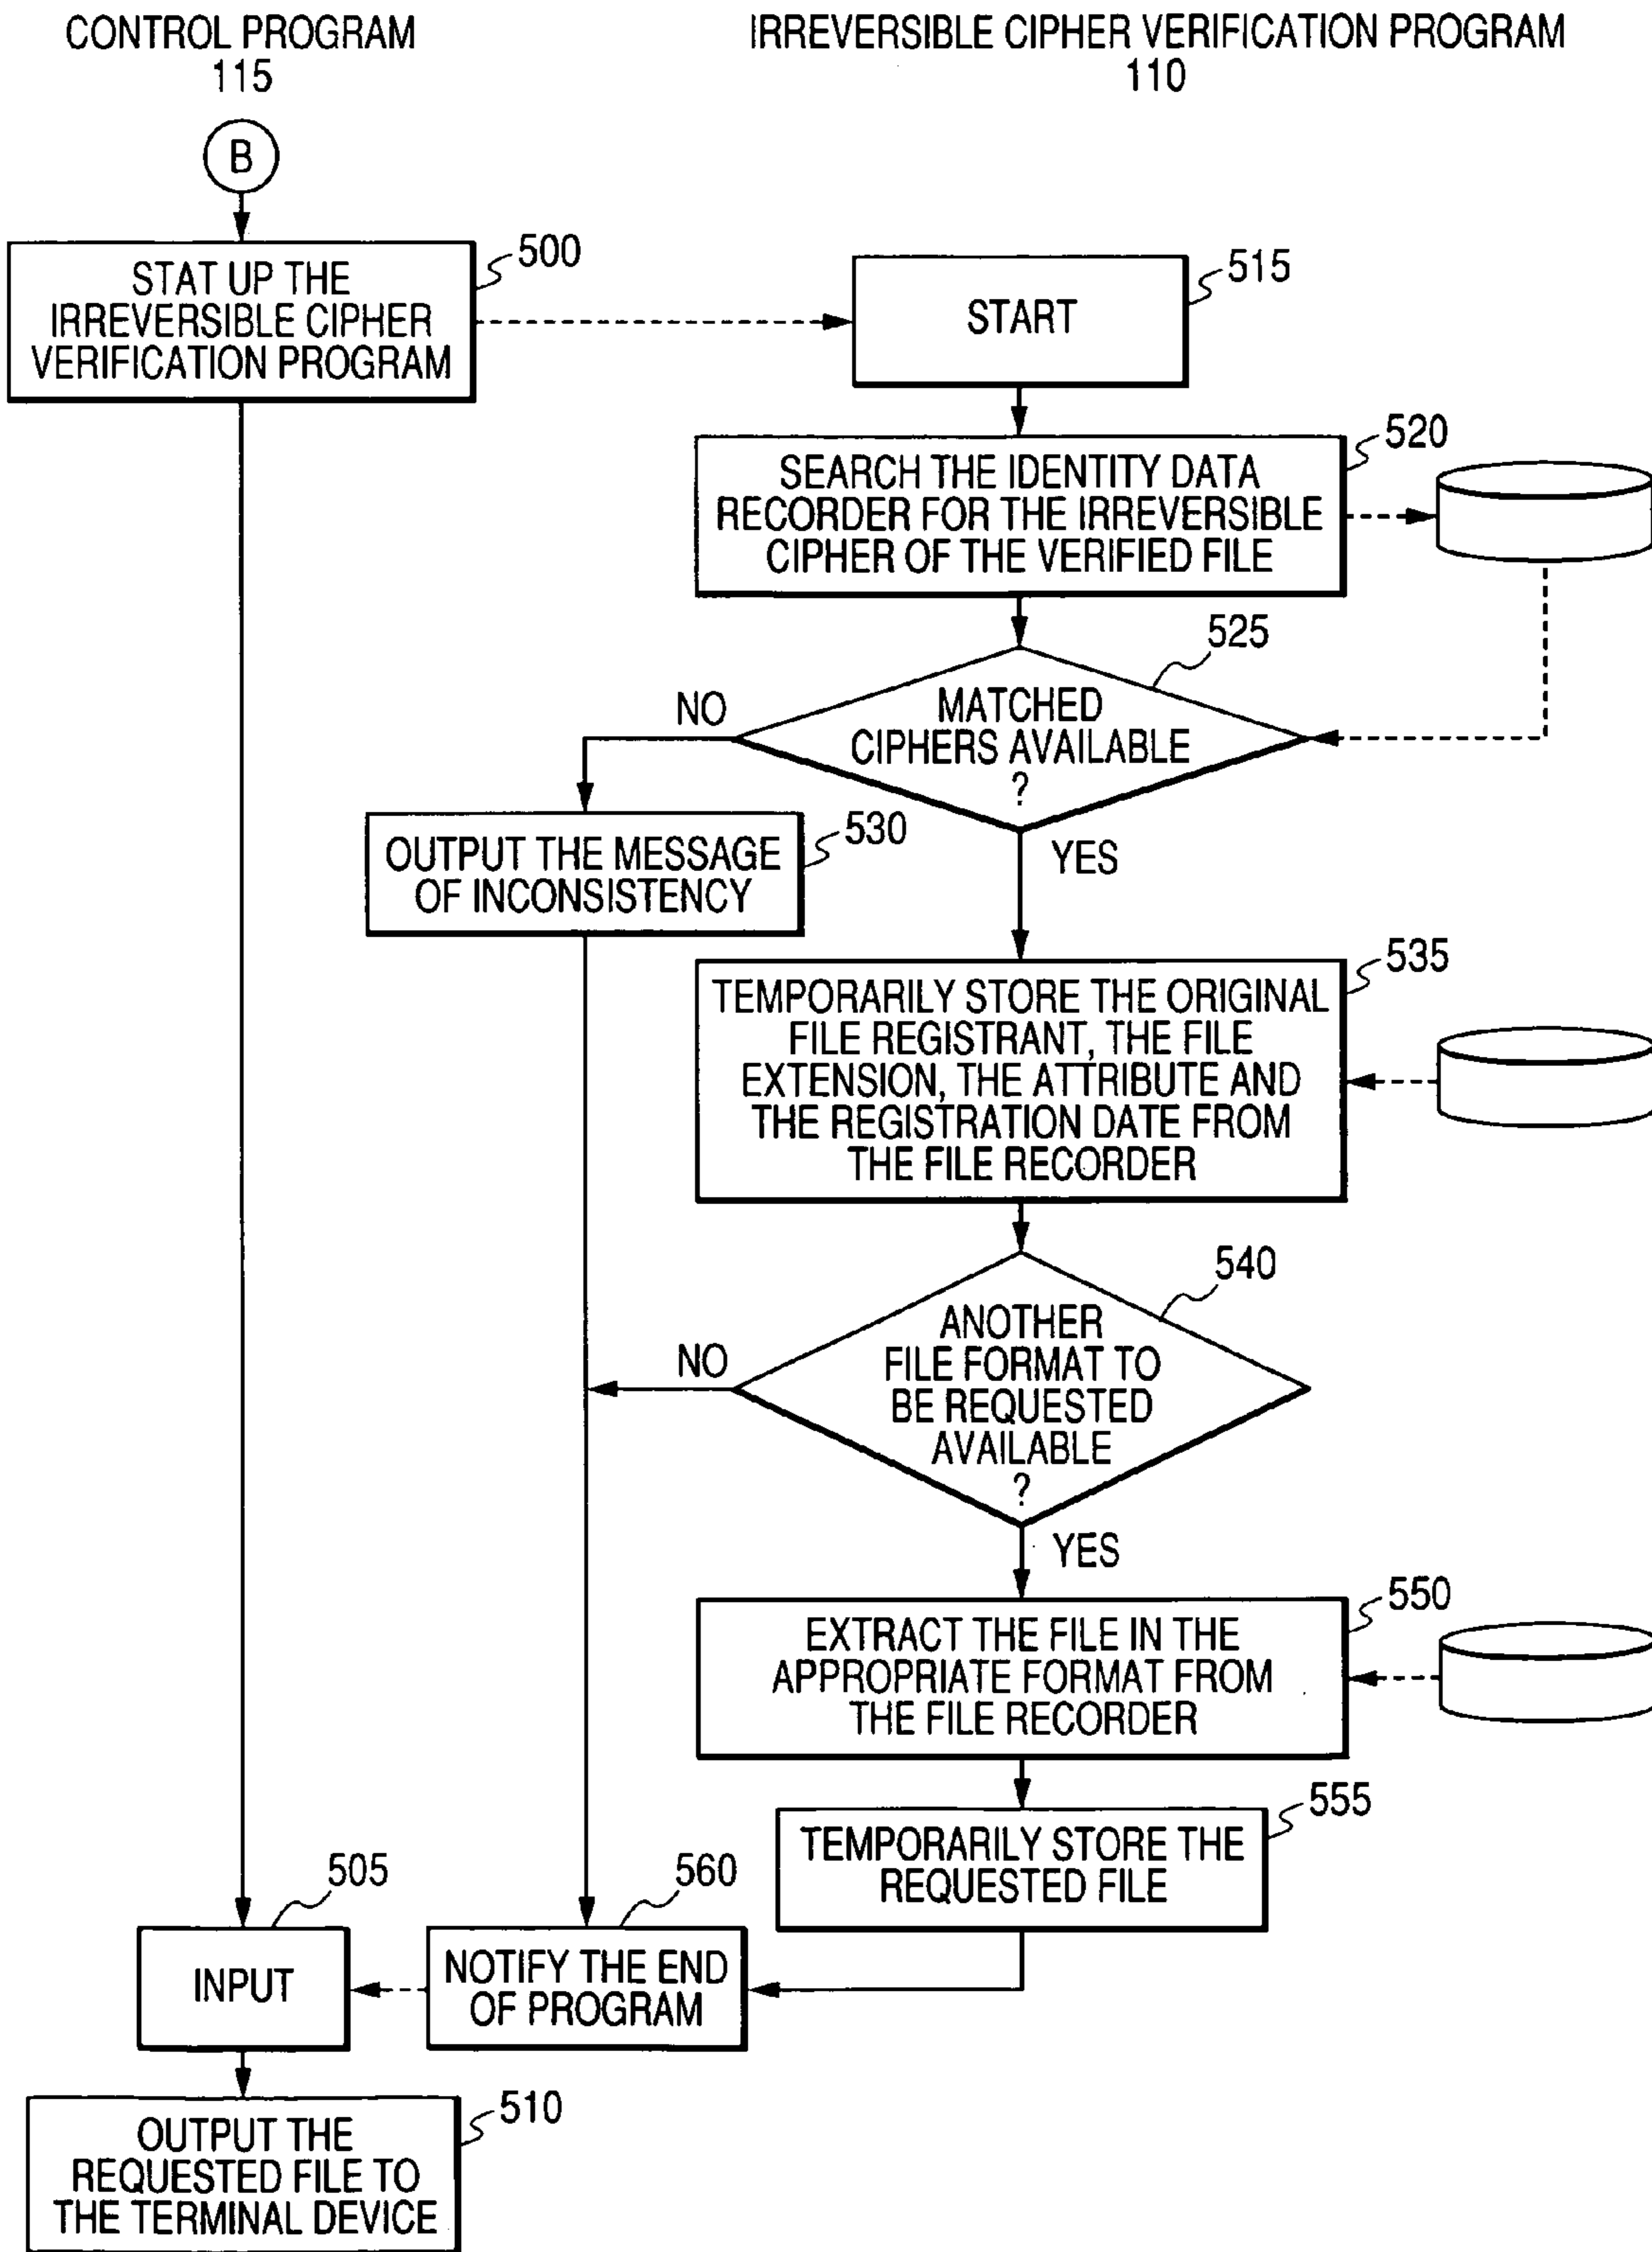 CONTROL PROGRAM
115
IRREVERSIBLE CIPHER VERIFICATION PROGRAM
110
B
500
STAT UP THE
IRREVERSIBLE CIPHER
VERIFICATION PROGRAM
515
START
520
SEARCH THE IDENTITY DATA
RECORDER FOR THE IRREVERSIBLE
CIPHER OF THE VERIFIED FILE
525
MATCHED
CIPHERS AVAILABLE
?
NO
YES
530
OUTPUT THE MESSAGE
OF INCONSISTENCY
535
TEMPORARILY STORE THE ORIGINAL
FILE REGISTRANT, THE FILE
EXTENSION, THE ATTRIBUTE AND
THE REGISTRATION DATE FROM
THE FILE RECORDER
540
ANOTHER
FILE FORMAT TO
BE REQUESTED
AVAILABLE
?
NO
YES
550
EXTRACT THE FILE IN THE
APPROPRIATE FORMAT FROM
THE FILE RECORDER
555
TEMPORARILY STORE THE
REQUESTED FILE
560
NOTIFY THE END
OF PROGRAM
505
INPUT
510
OUTPUT THE
REQUESTED FILE TO
THE TERMINAL DEVICE